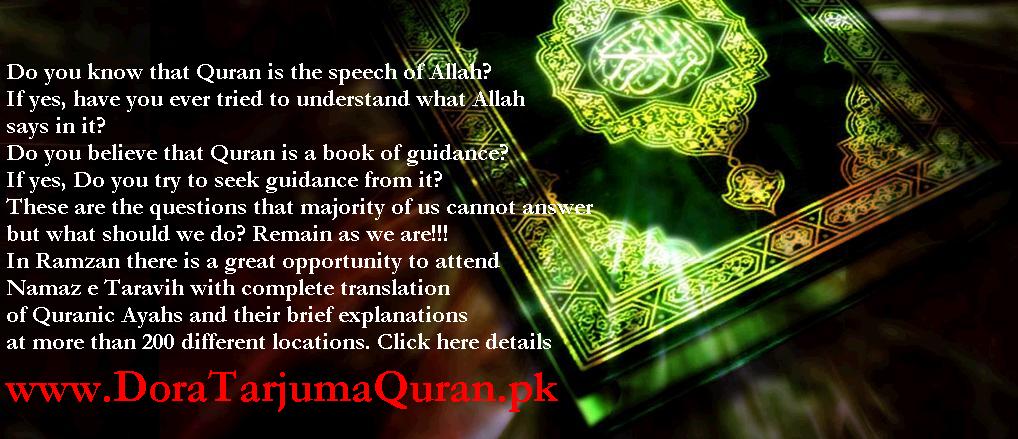 Do you know that Quran is the speech of Allah?
If yes, have you ever tried to understand what Allah
says in it?
Do you believe that Quran is a book of guidance?
If yes, Do you try to seek guidance from it?
These are the questions that majority of us cannot answer
but what should we do? Remain as we are!!!
In Ramzan there is a great opportunity to attend
Namaz e Taravih with complete translation
of Quranic Ayahs and their brief explanations
at more than 200 different locations. Click here details
www.DoraTarjumaQuran.pk